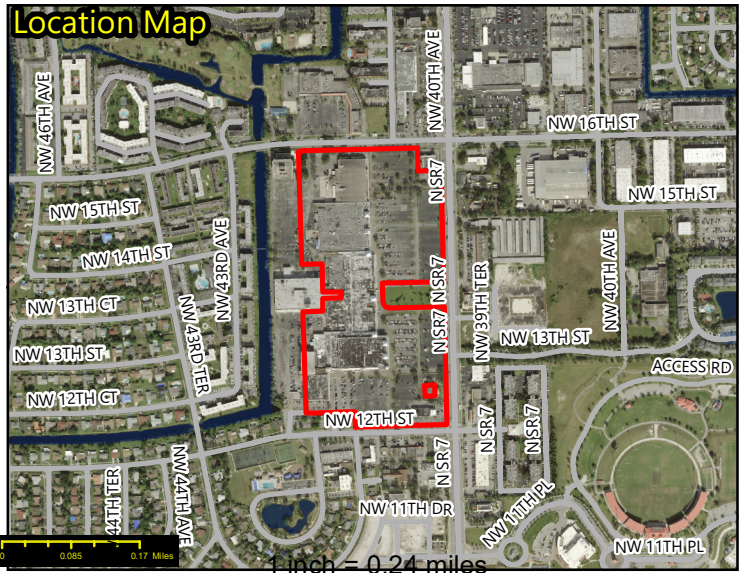 Location Map
NW 46TH AVE
NW 40TH AVE
NW 16TH ST
N SR 7
NW 15TH ST
NW 15TH ST
NW 14TH ST
NW 43RD AVE
NW 40TH AVE
N SR 7
NW 39TH TER
NW 13TH CT
N SR7
NW 13TH ST
NW 43RD TER
NW 13TH ST
ACCESS RD
NW 12TH CT
NW 12TH ST
N SR 7
N SR 7
N SR 7
44TH TER
NW 44TH AVE
NW 11TH DR
NW 11TH PL
NW 11TH PL
0 0.085 0.17 Miles
1 inch = 0.24 miles